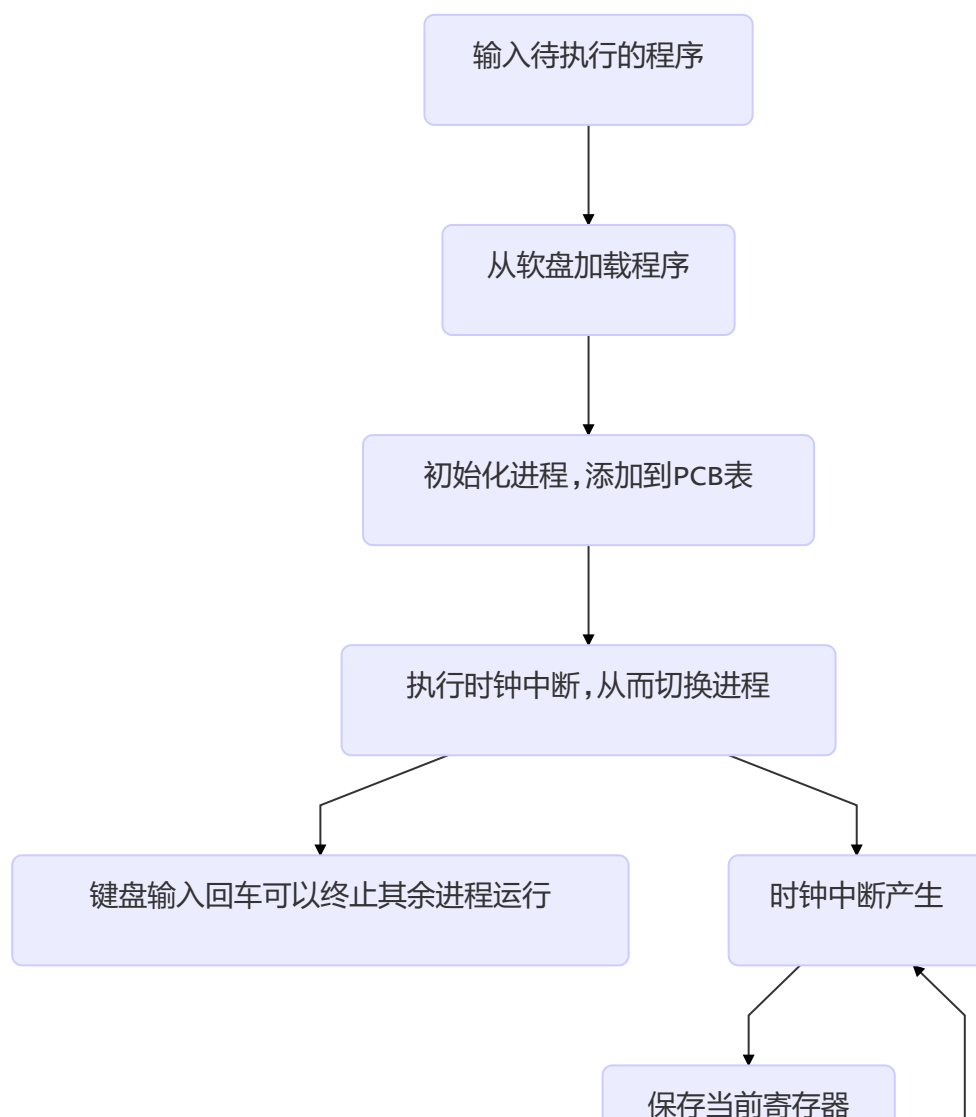 输入待执行的程序
从软盘加载程序
初始化进程,添加到PCB表
执行时钟中断,从而切换进程
键盘输入回车可以终止其余进程运行
时钟中断产生
保存当前寄存器